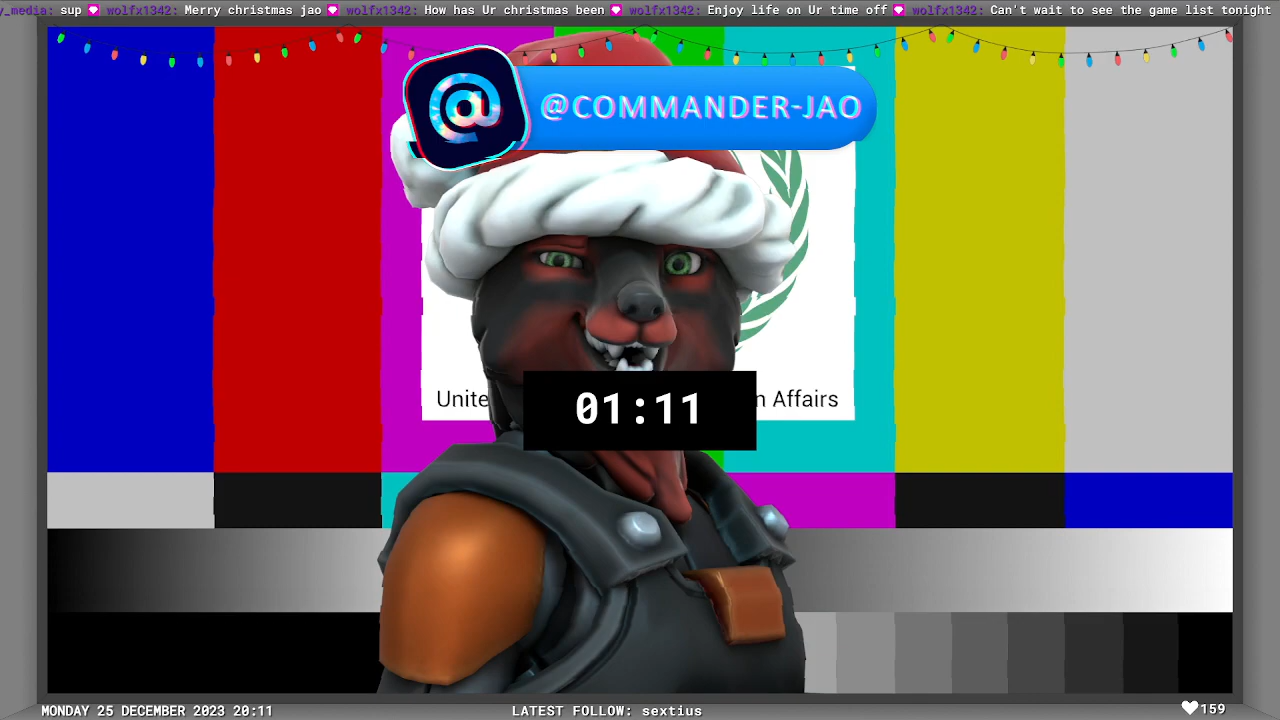 y_media: sup wolfx1342: Merry christmas jao wolfx1342: How has Ur christmas been wolfx1342: Enjoy life on Ur time off wolfx1342: Can't wait to see the game list tonight
@COMMANDER-JAO
Unite n Affairs
01:11
MONDAY 25 DECEMBER 2023 20:11 LATEST FOLLOW: sextius 159